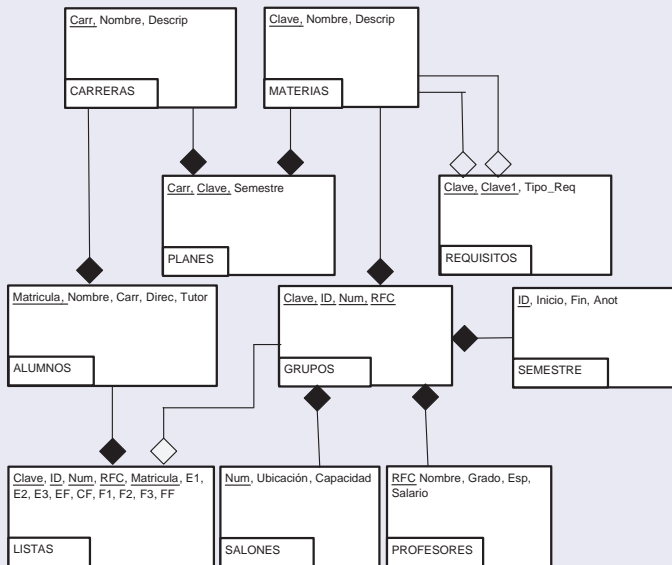 Carr, Nombre, Descrip
CARRERAS
Clave, Nombre, Descrip
MATERIAS
Carr, Clave, Semestre
PLANES
Clave, Clave1, Tipo_Req
REQUISITOS
Matricula, Nombre, Carr, Direc, Tutor
ALUMNOS
Clave, ID, Num, RFC
GRUPOS
ID, Inicio, Fin, Anot
SEMESTRE
Clave, ID, Num, RFC, Matricula, E1,
E2, E3, EF, CF, F1, F2, F3, FF
LISTAS
Num, Ubicación, Capacidad
SALONES
RFC Nombre, Grado, Esp,
Salario
PROFESORES